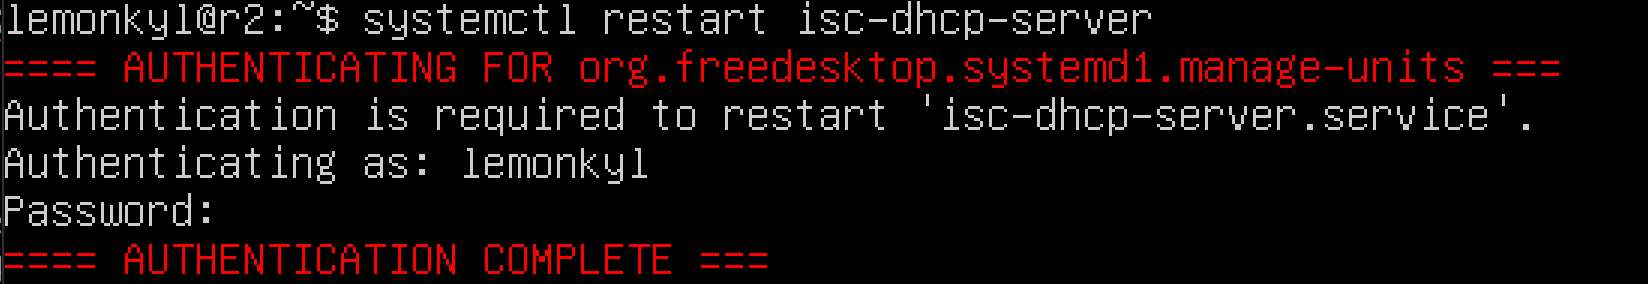 lemonkyl@r2:~$ systemctl restart isc-dhcp-server
==== AUTHENTICATING FOR org.freedesktop.systemd1.manage-units ===
Authentication is required to restart 'isc-dhcp-server.service'.
Authenticating as: lemonkyl
Password:
==== AUTHENTICATION COMPLETE ===